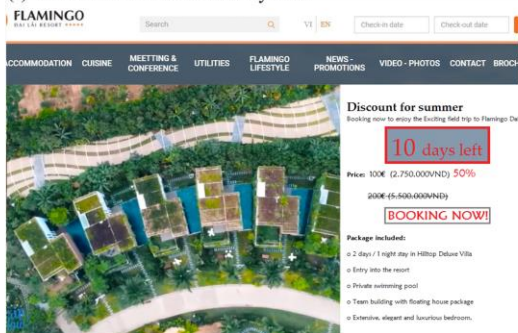 FLAMINGO
ĐẠI LẢI RESORT
Search
VI EN
Check-in date
Check-out date
ACCOMMODATION CUISINE MEETTING & CONFERENCE UTILITIES FLAMINGO LIFESTYLE NEWS - PROMOTIONS VIDEO - PHOTOS CONTACT
Discount for summer
Booking now to enjoy the Exciting field trip to Flamingo
10 days left
Price: 100€ (2.750.000VND) 50%
200€ (5.500.000VND)
BOOKING NOW!
Package included:
2 days / 1 night stay in Hilltop Deluxe Villa
Entry into the resort
Private swimming pool
Team building with floating house package
Extensive, elegant and luxurious bedroom.